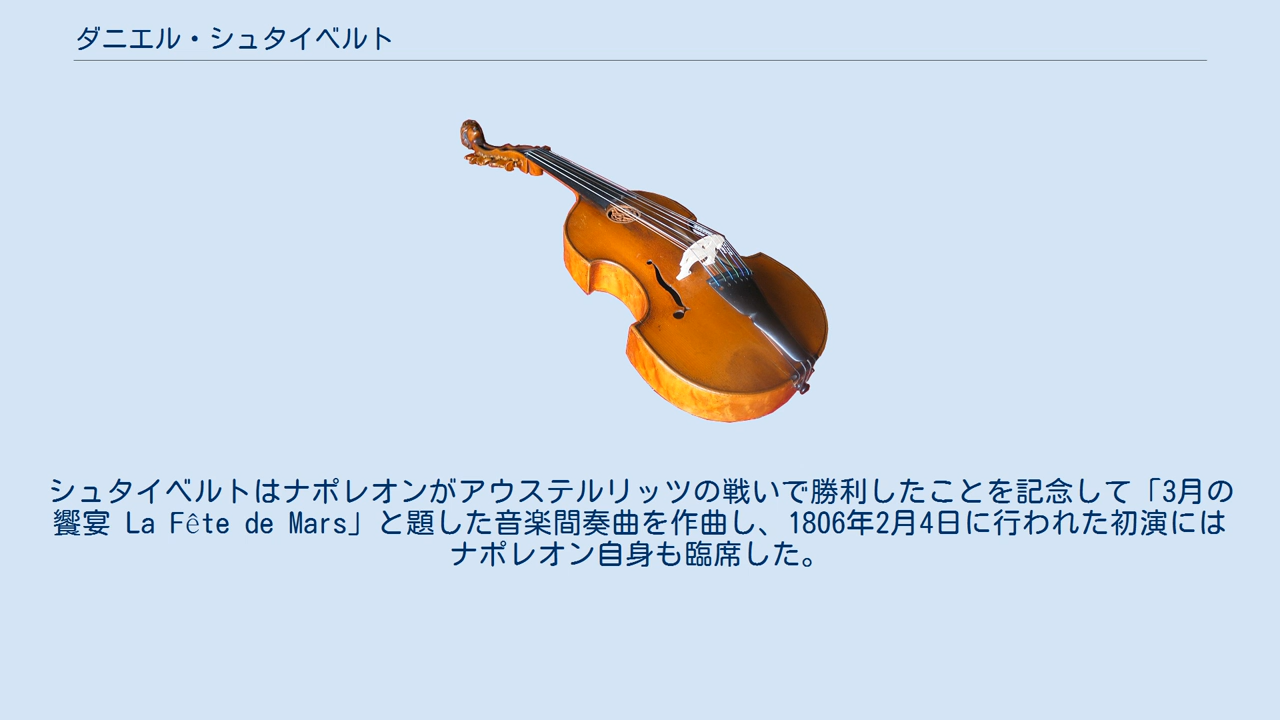 ダニエル・シュタイベルト
シュタイベルトはナポレオンがアウステルリッツの戦いで勝利したことを記念して「3月の
饗宴 La Fête de Mars」と題した音楽間奏曲を作曲し、1806年2月4日に行われた初演には
ナポレオン自身も臨席した。